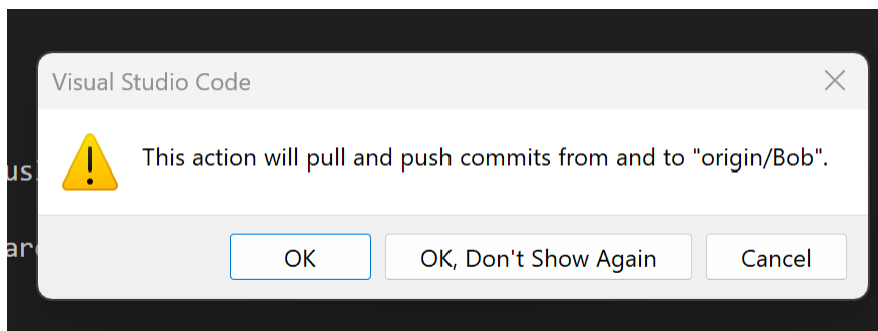 Visual Studio Code
This action will pull and push commits from and to "origin/Bob".
OK
OK, Don't Show Again
Cancel